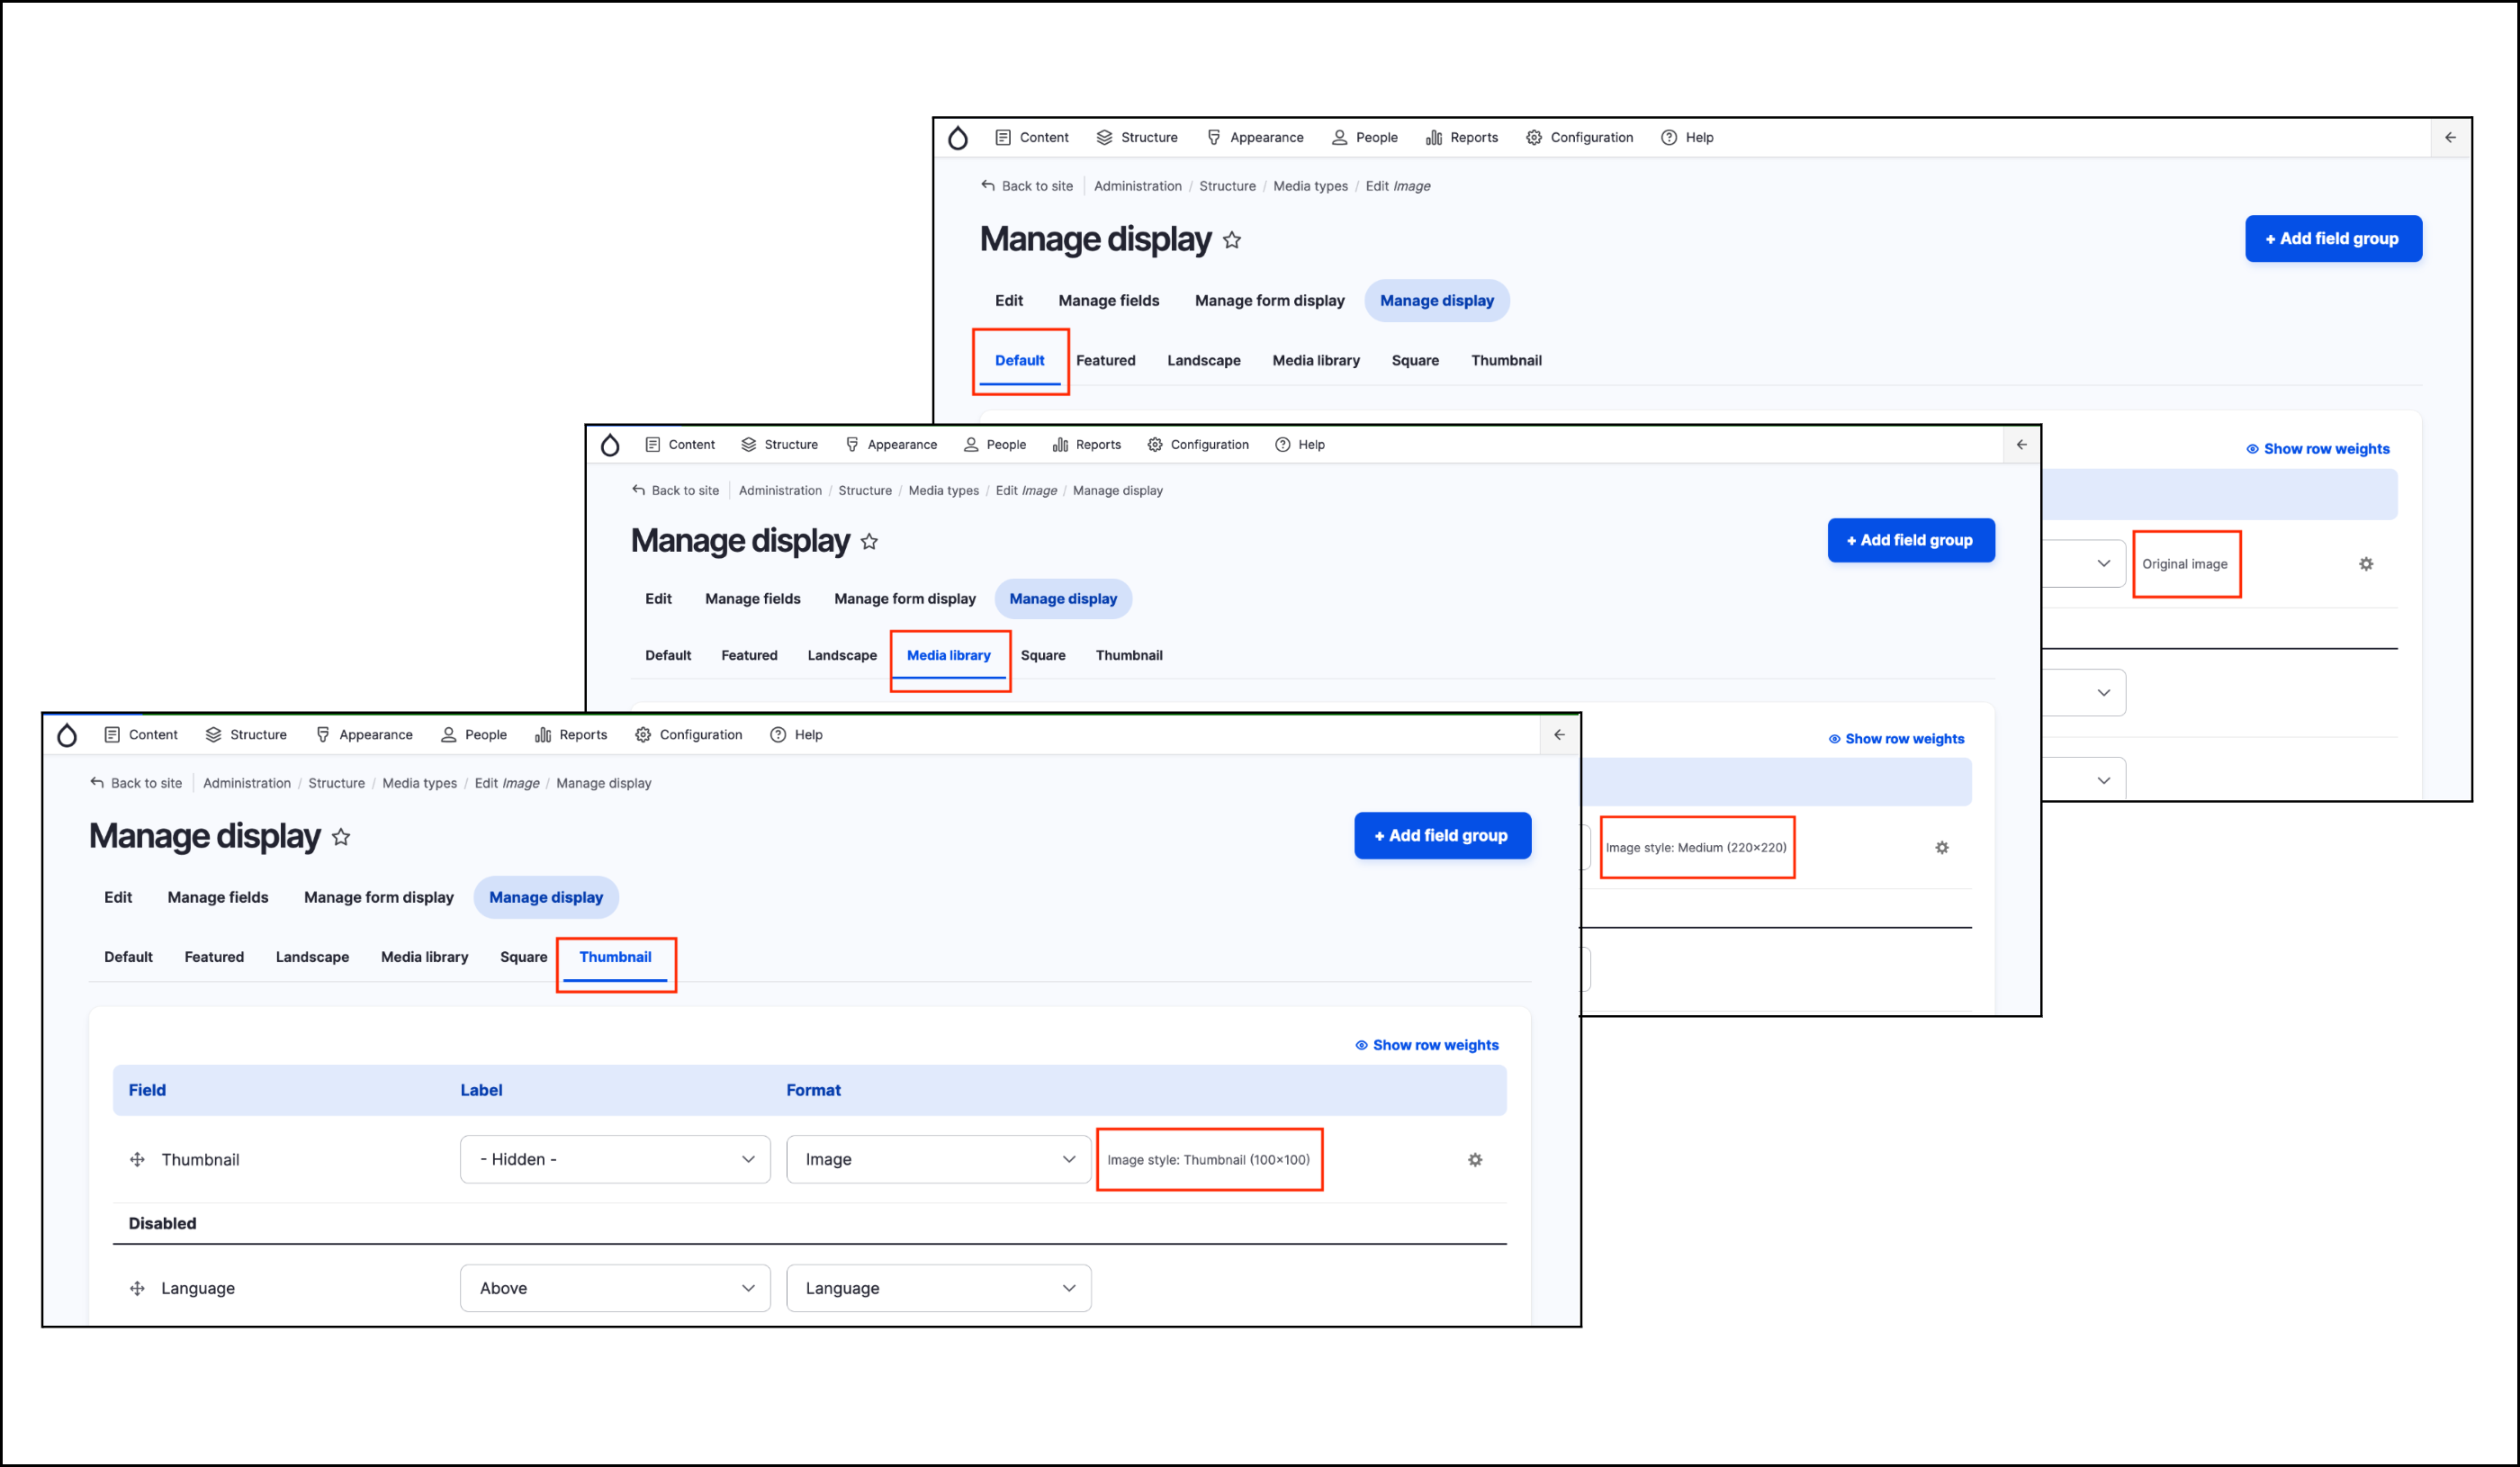 Content Structure Appearance People Reports Configuration Help
Back to site Administration / Structure / Media types / Edit Image
Manage display
+ Add field group
Edit Manage fields Manage form display Manage display
Default Featured Landscape Media library Square Thumbnail
Show row weights
Original image
Content Structure Appearance People Reports Configuration Help
Back to site Administration / Structure / Media types / Edit Image / Manage display
Manage display
+ Add field group
Edit Manage fields Manage form display Manage display
Default Featured Landscape Media library Square Thumbnail
Show row weights
Image style: Medium (220×220)
Content Structure Appearance People Reports Configuration Help
Back to site Administration / Structure / Media types / Edit Image / Manage display
Manage display
+ Add field group
Edit Manage fields Manage form display Manage display
Default Featured Landscape Media library Square Thumbnail
Show row weights
Field Label Format
Thumbnail - Hidden - Image Image style: Thumbnail (100×100)
Disabled
Language Above Language